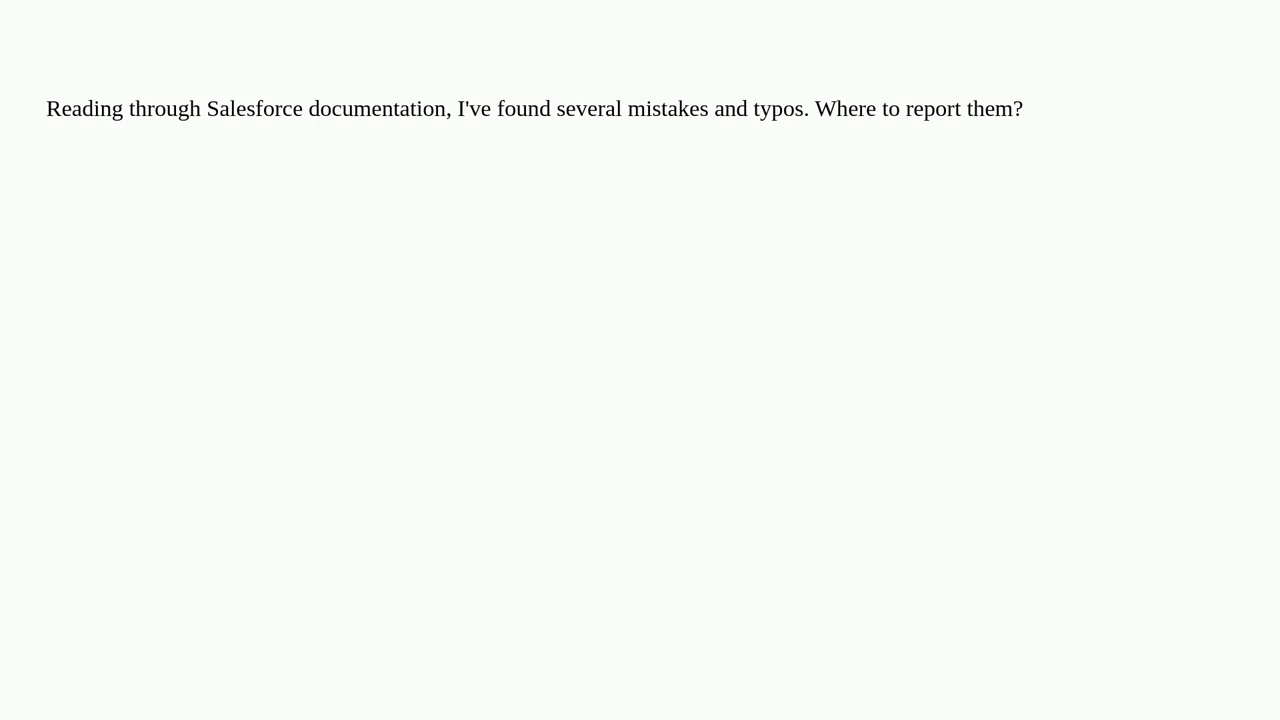 Reading through Salesforce documentation, I've found several mistakes and typos. Where to report them?